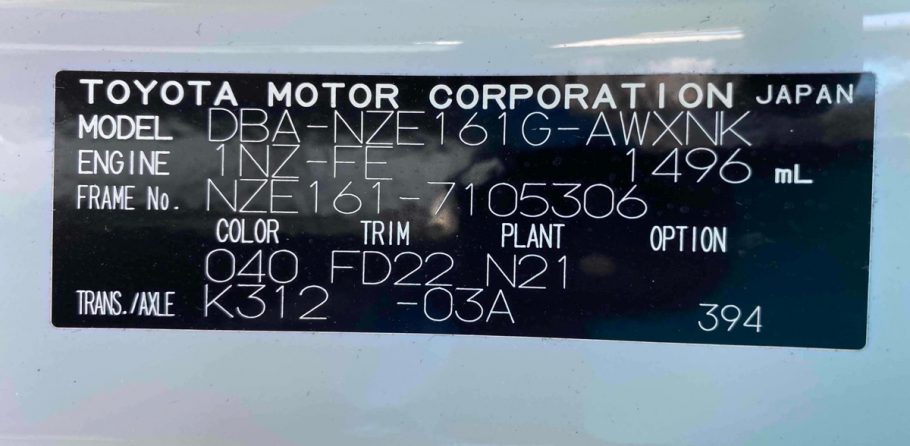 TOYOTA MOTOR CORPORATION JAPAN
MODEL DBA-NZE161G-AWXNK
ENGINE 1NZ-FE 1496 mL
FRAME No. NZE161-7105306
COLOR TRIM PLANT OPTION
040 FD22 N21
TRANS./AXLE K312 -03A 394